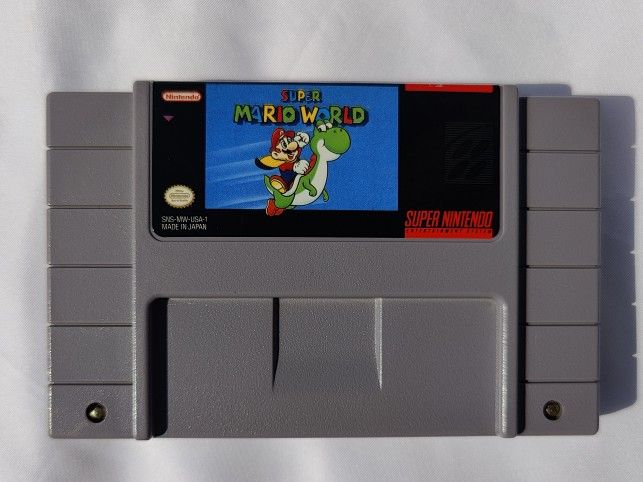 Nintendo
SUPER
MARIO WORLD
SNS-MW-USA-1
MADE IN JAPAN
SUPER NINTENDO
ENTERTAINMENT SYSTEM